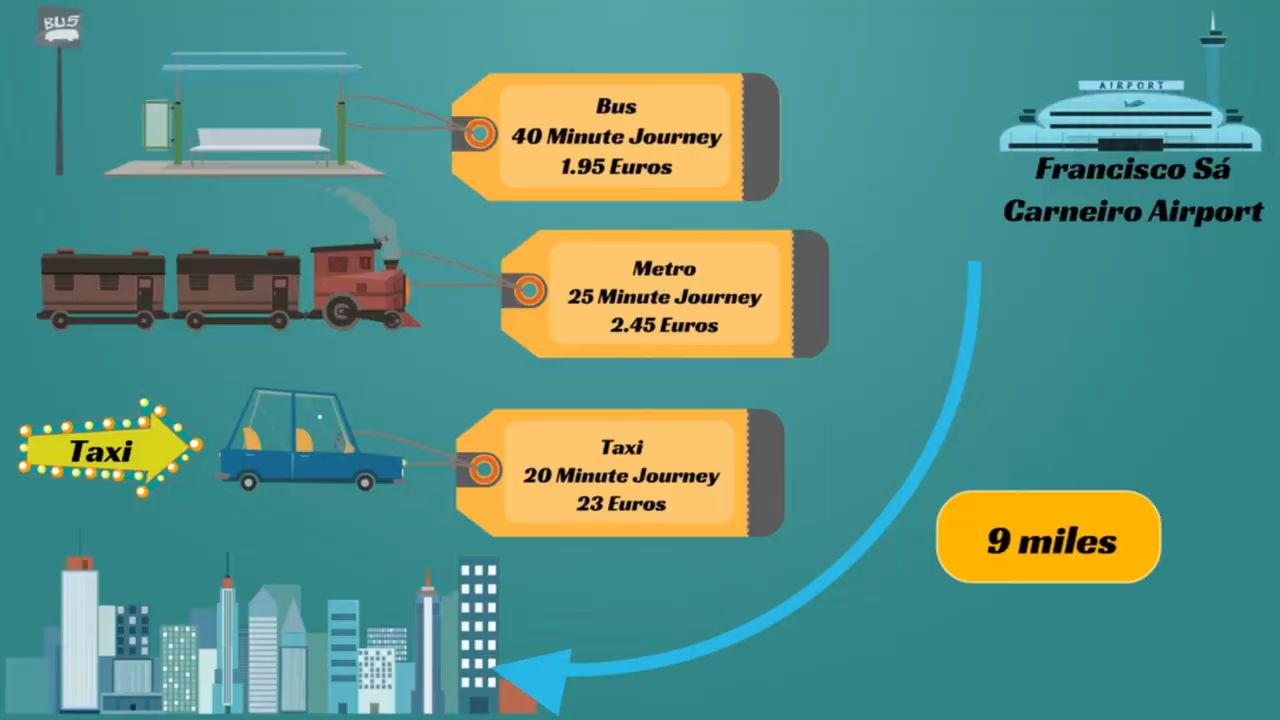 BUS
Bus
40 Minute Journey
1.95 Euros
AIRPORT
Francisco Sá
Carneiro Airport
Metro
25 Minute Journey
2.45 Euros
Taxi
Taxi
20 Minute Journey
23 Euros
9 miles